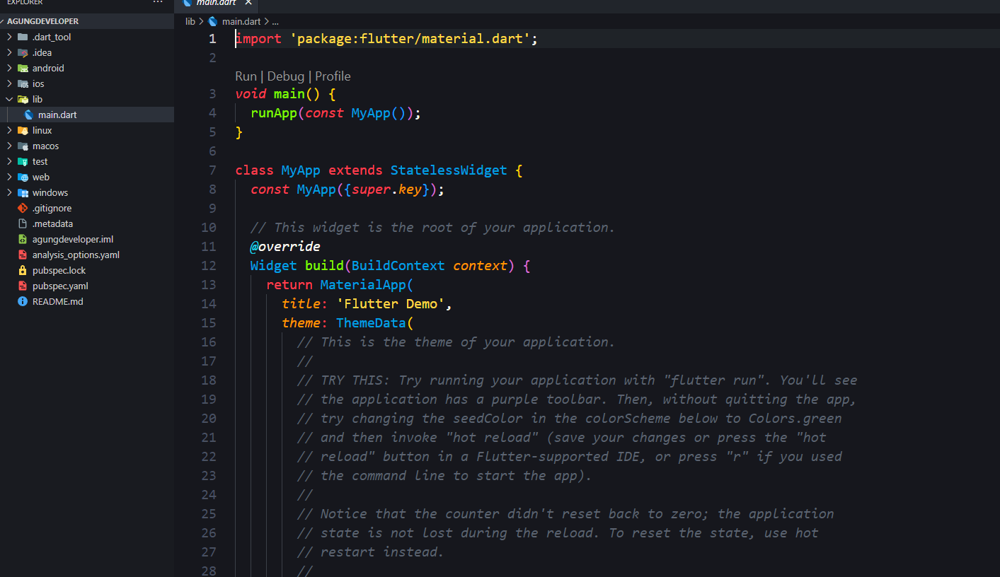 EXPLORER ...
AGUNGDEVELOPER
.dart_tool
.idea
android
ios
lib
main.dart
linux
macos
test
web
windows
.gitignore
.metadata
agungdeveloper.iml
analysis_options.yaml
pubspec.lock
pubspec.yaml
README.md
main.dart
lib > main.dart > ...
1 import 'package:flutter/material.dart';
2
Run | Debug | Profile
3 void main() {
4 runApp(const MyApp());
5 }
6
7 class MyApp extends StatelessWidget {
8 const MyApp({super.key});
9
10 // This widget is the root of your application.
11 @override
12 Widget build(BuildContext context) {
13 return MaterialApp(
14 title: 'Flutter Demo',
15 theme: ThemeData(
16 // This is the theme of your application.
17 //
18 // TRY THIS: Try running your application with "flutter run". You'll see
19 // the application has a purple toolbar. Then, without quitting the app,
20 // try changing the seedColor in the colorScheme below to Colors.green
21 // and then invoke "hot reload" (save your changes or press the "hot
22 // reload" button in a Flutter-supported IDE, or press "r" if you used
23 // the command line to start the app).
24 //
25 // Notice that the counter didn't reset back to zero; the application
26 // state is not lost during the reload. To reset the state, use hot
27 // restart instead.
28 //